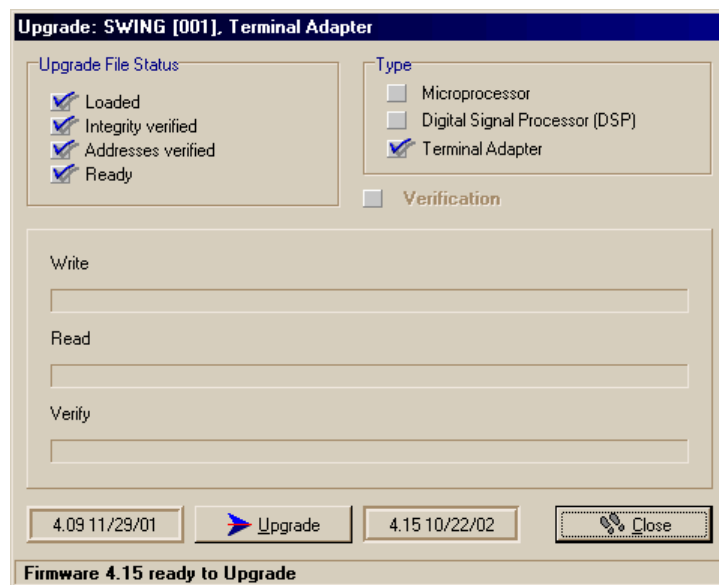 Upgrade: SWING [001], Terminal Adapter
Upgrade File Status
Loaded
Integrity verified
Addresses verified
Ready
Type
Microprocessor
Digital Signal Processor (DSP)
Terminal Adapter
Verification
Write
Read
Verify
4.09 11/29/01
Upgrade
4.15 10/22/02
Close
Firmware 4.15 ready to Upgrade